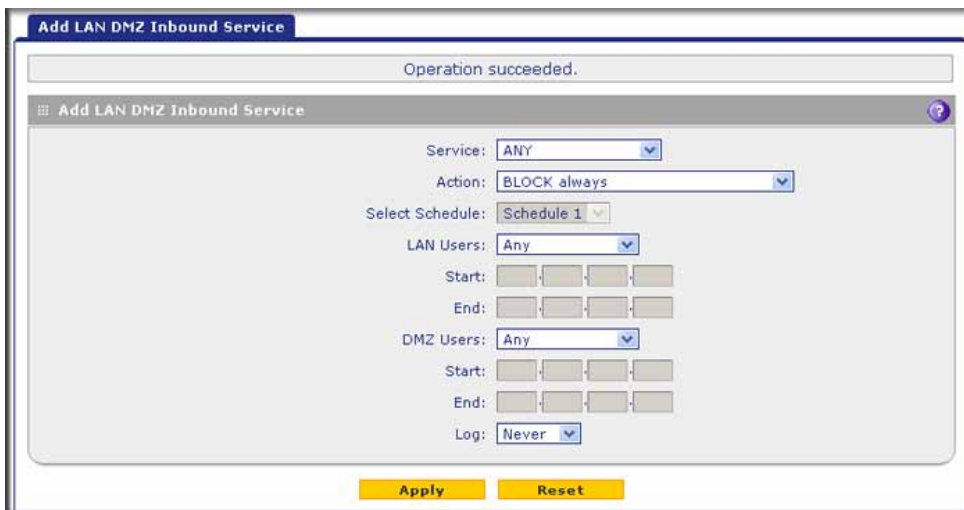 Add LAN DMZ Inbound Service
Operation succeeded.
Add LAN DMZ Inbound Service
Service: ANY
Action: BLOCK always
Select Schedule: Schedule 1
LAN Users: Any
Start:
End:
DMZ Users: Any
Start:
End:
Log: Never
Apply Reset